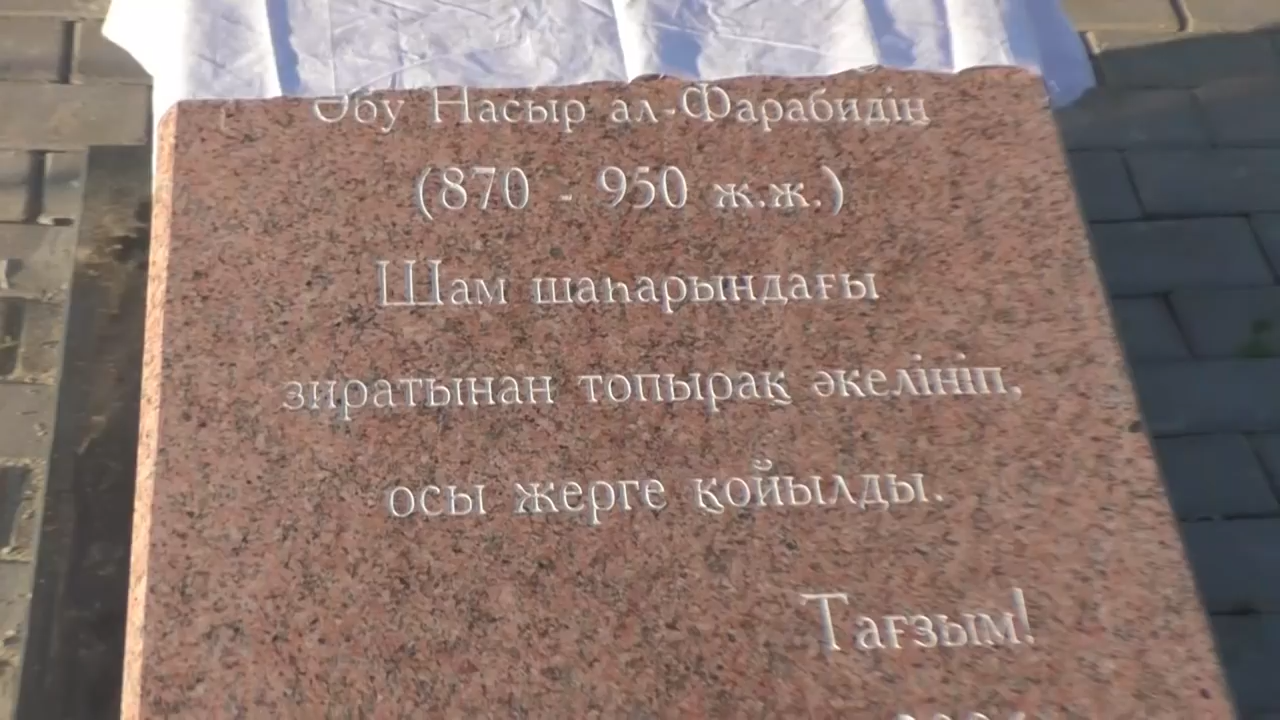 Әбу Насыр ал-Фарабидің
(870 - 950 ж.ж.)
Шам шаһарындағы
зиратынан топырақ әкелініп,
осы жерге қойылды.
Тағзым!